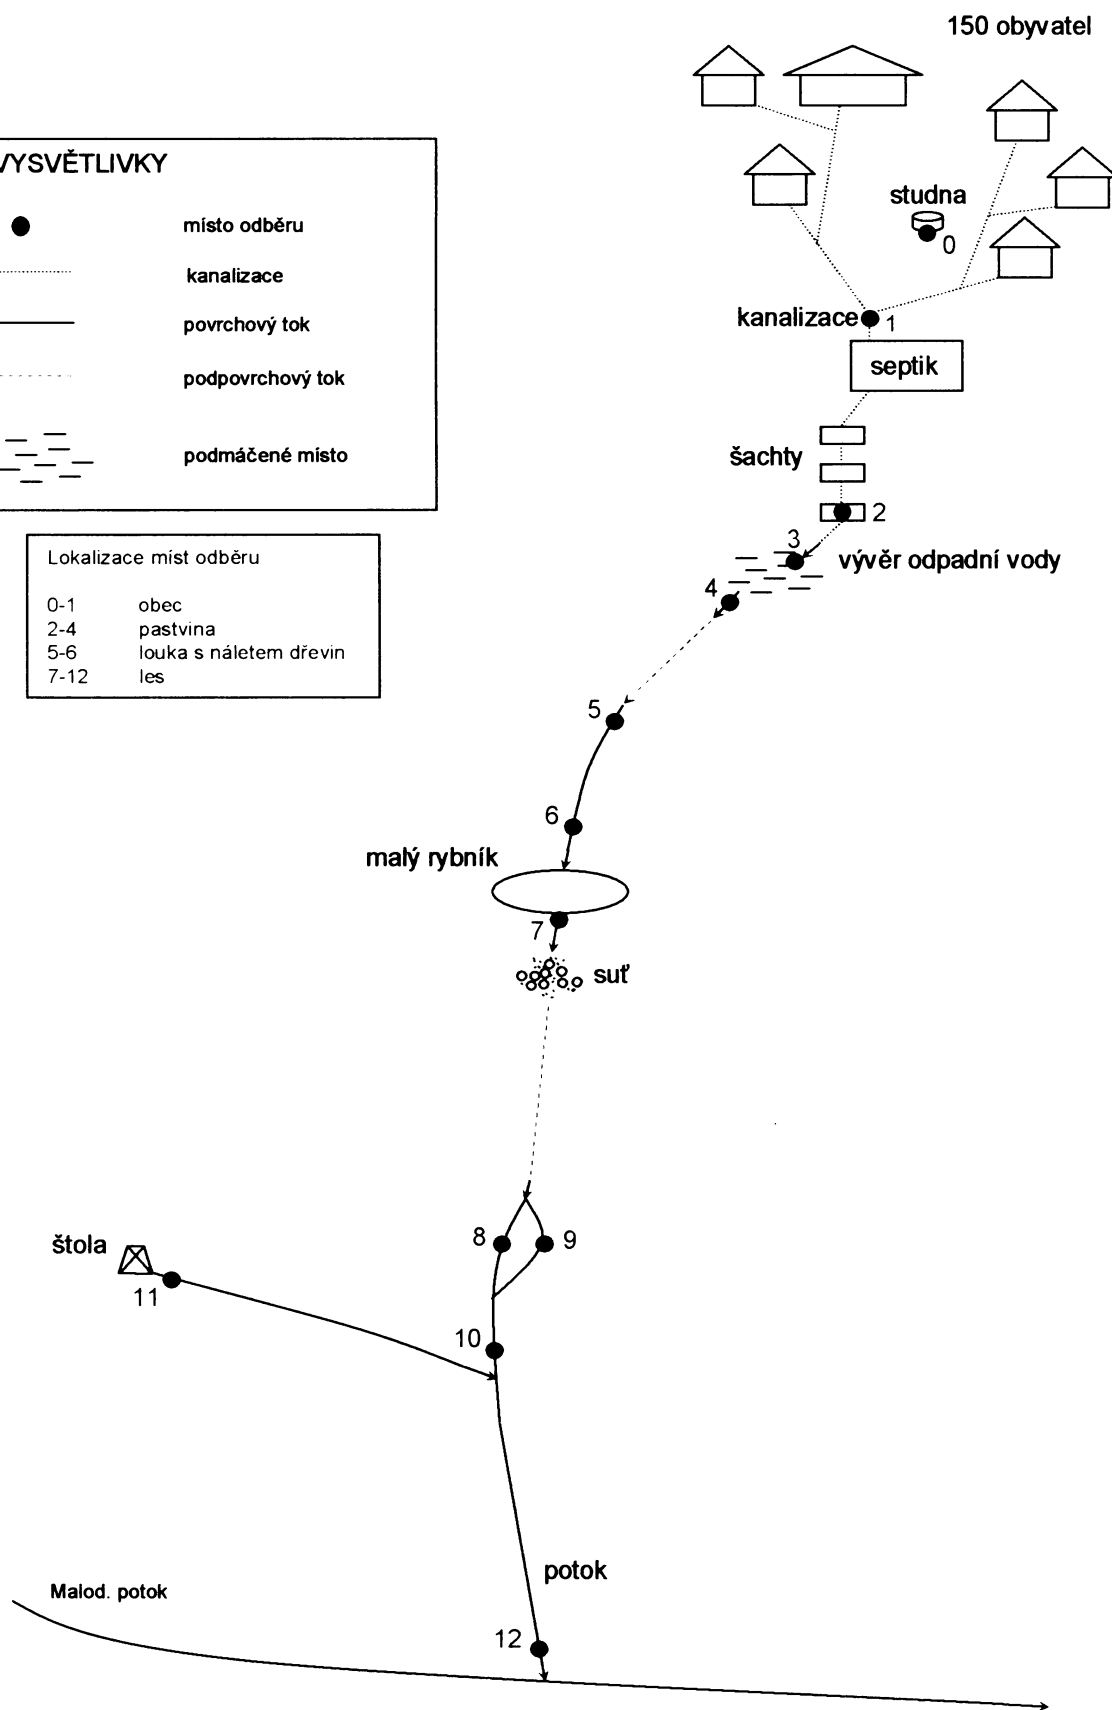 150 obyvatel
VYSVĚTLIVKY
místo odběru
kanalizace
povrchový tok
podpovrchový tok
podmáčené místo
studna
0
kanalizace
1
septik
šachty
2
3
vývěr odpadní vody
4
Lokalizace míst odběru
0-1 obec
2-4 pastvina
5-6 louka s náletem dřevin
7-12 les
5
6
malý rybník
7
suť
8
9
štola
11
10
potok
Malod. potok
12